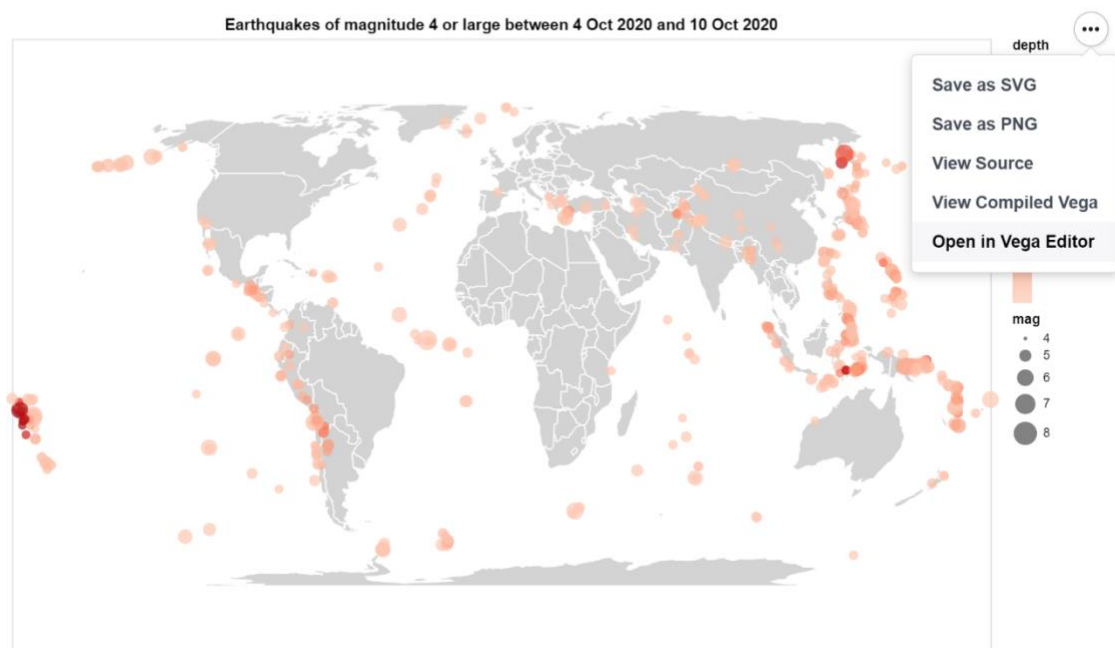 Earthquakes of magnitude 4 or large between 4 Oct 2020 and 10 Oct 2020
depth
Save as SVG
Save as PNG
View Source
View Compiled Vega
Open in Vega Editor
mag
4
5
6
7
8